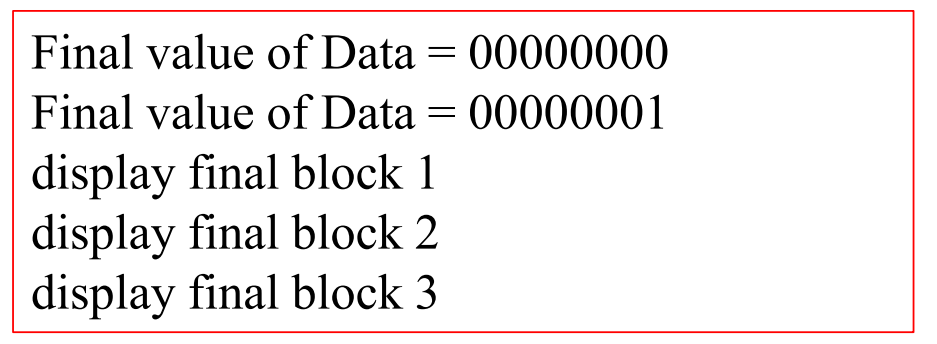 Final value of Data = 00000000
Final value of Data = 00000001
display final block 1
display final block 2
display final block 3